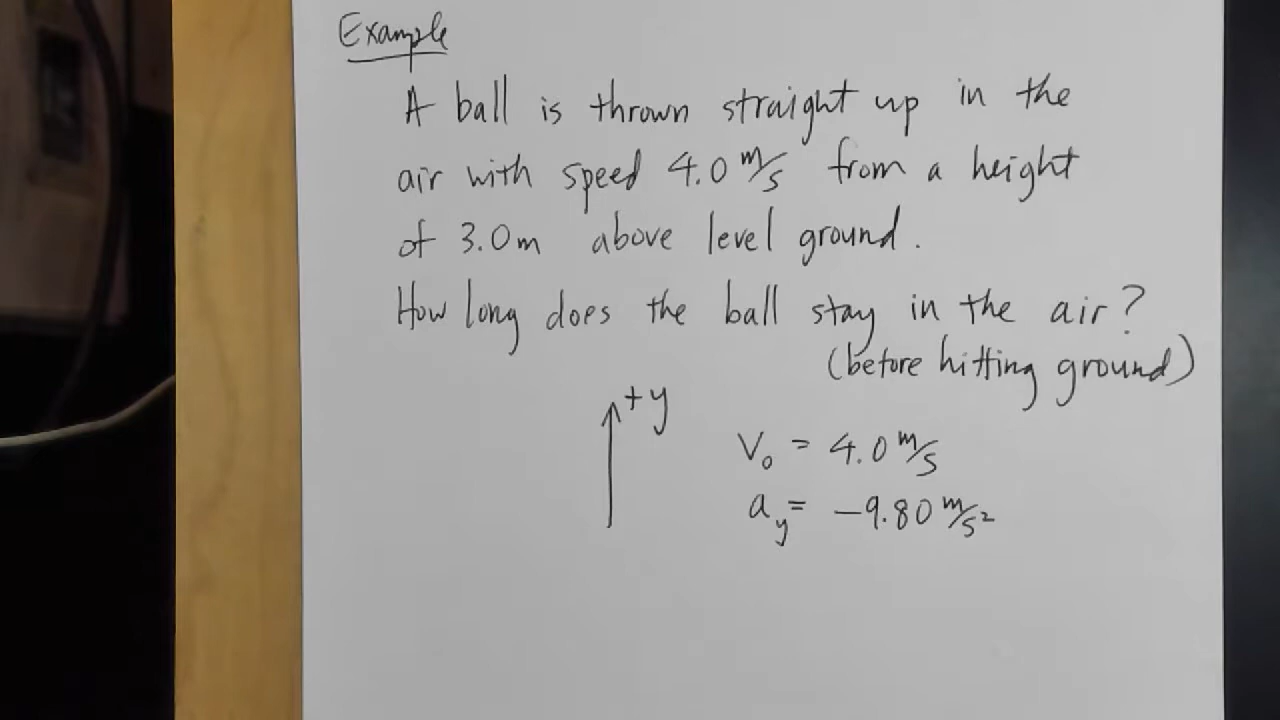 Example
A ball is thrown straight up in the
air with speed 4.0 m/s from a height
of 3.0m above level ground.
How long does the ball stay in the air?
(before hitting ground)
+y
V₀ = 4.0 m/s
a_y = -9.80 m/s²